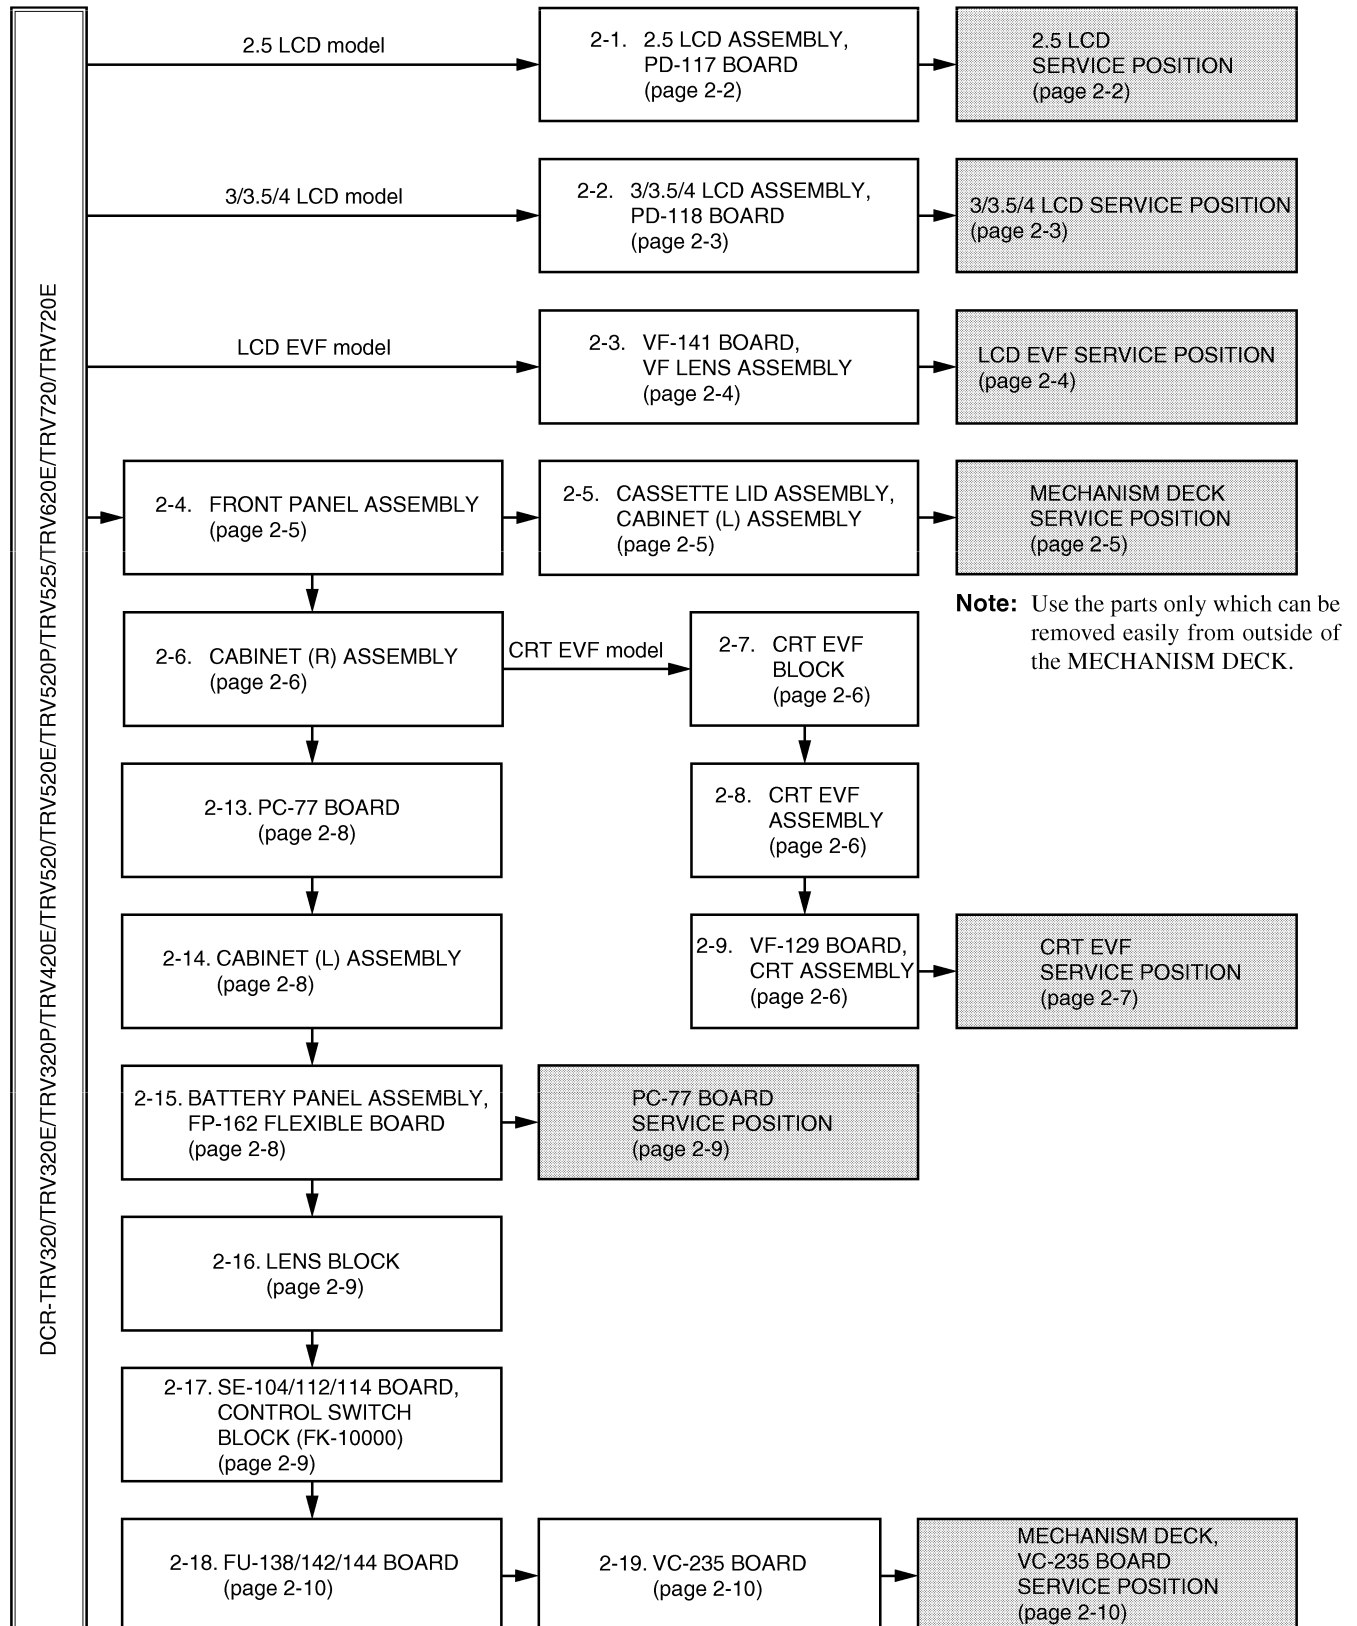 DCR-TRV320/TRV320E/TRV320P/TRV420E/TRV520/TRV520E/TRV520P/TRV525/TRV620E/TRV720/TRV720E
2.5 LCD model
2-1. 2.5 LCD ASSEMBLY,
PD-117 BOARD
(page 2-2)
2.5 LCD
SERVICE POSITION
(page 2-2)
3/3.5/4 LCD model
2-2. 3/3.5/4 LCD ASSEMBLY,
PD-118 BOARD
(page 2-3)
3/3.5/4 LCD SERVICE POSITION
(page 2-3)
LCD EVF model
2-3. VF-141 BOARD,
VF LENS ASSEMBLY
(page 2-4)
LCD EVF SERVICE POSITION
(page 2-4)
2-4. FRONT PANEL ASSEMBLY
(page 2-5)
2-5. CASSETTE LID ASSEMBLY,
CABINET (L) ASSEMBLY
(page 2-5)
MECHANISM DECK
SERVICE POSITION
(page 2-5)
Note: Use the parts only which can be
removed easily from outside of
the MECHANISM DECK.
2-6. CABINET (R) ASSEMBLY
(page 2-6)
CRT EVF model
2-7. CRT EVF
BLOCK
(page 2-6)
2-13. PC-77 BOARD
(page 2-8)
2-8. CRT EVF
ASSEMBLY
(page 2-6)
2-14. CABINET (L) ASSEMBLY
(page 2-8)
2-9. VF-129 BOARD,
CRT ASSEMBLY
(page 2-6)
CRT EVF
SERVICE POSITION
(page 2-7)
2-15. BATTERY PANEL ASSEMBLY,
FP-162 FLEXIBLE BOARD
(page 2-8)
PC-77 BOARD
SERVICE POSITION
(page 2-9)
2-16. LENS BLOCK
(page 2-9)
2-17. SE-104/112/114 BOARD,
CONTROL SWITCH
BLOCK (FK-10000)
(page 2-9)
2-18. FU-138/142/144 BOARD
(page 2-10)
2-19. VC-235 BOARD
(page 2-10)
MECHANISM DECK,
VC-235 BOARD
SERVICE POSITION
(page 2-10)